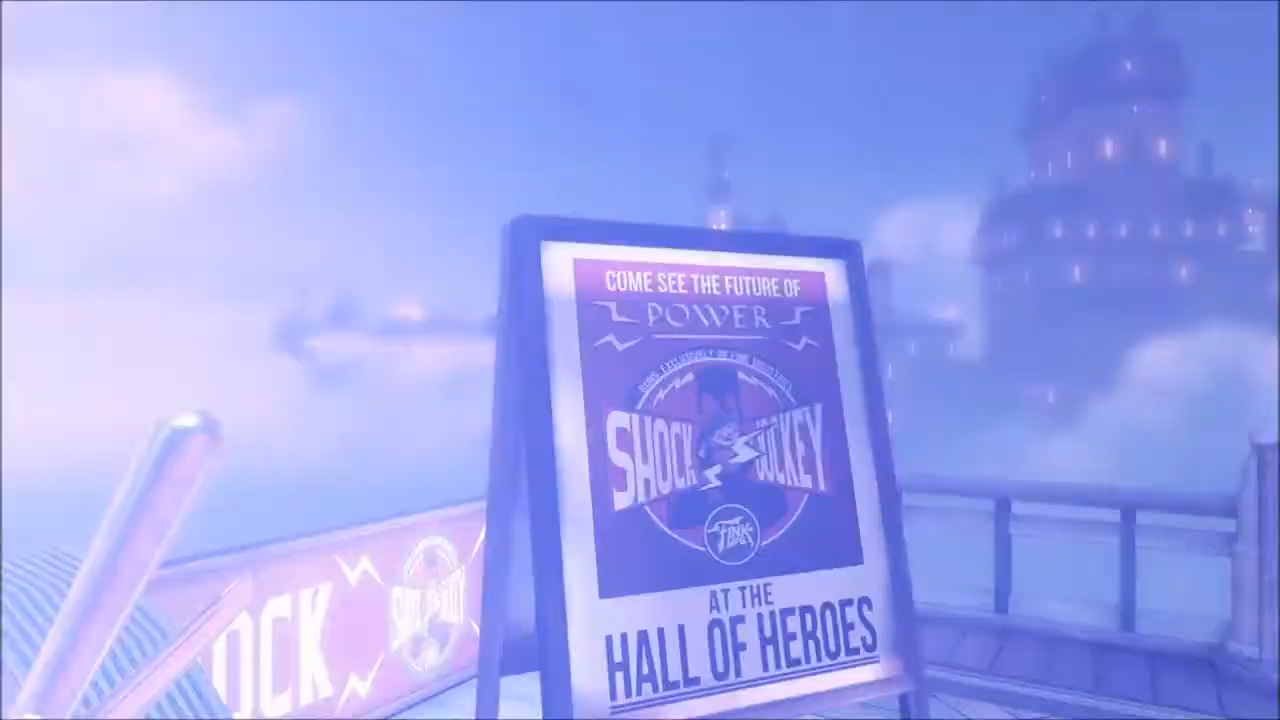 COME SEE THE FUTURE OF
POWER
SHOCK JOCKEY
FINK
AT THE
HALL OF HEROES
OCK